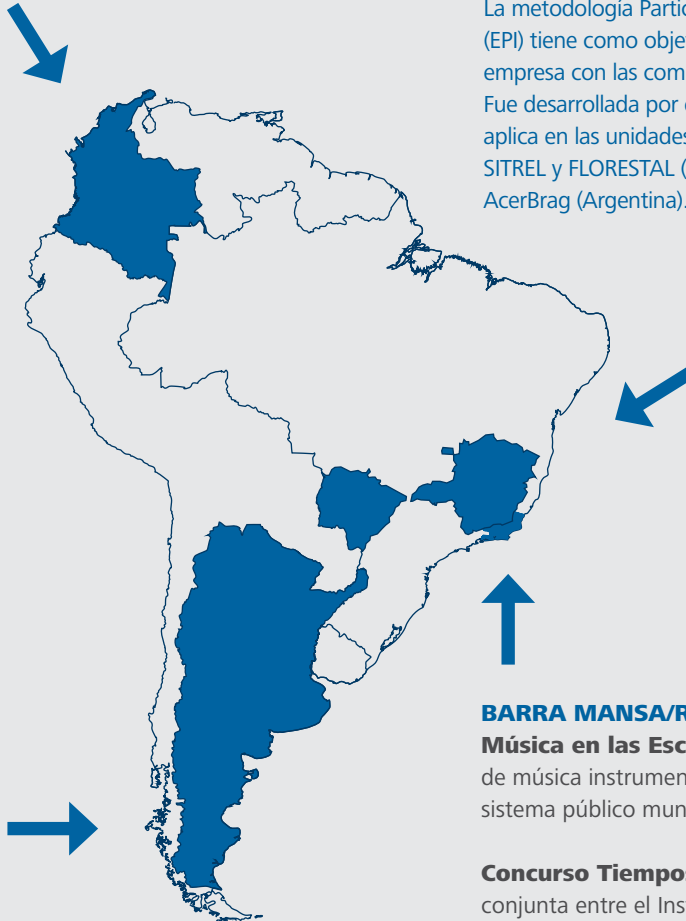 La metodología Partic
(EPI) tiene como obje
empresa con las com
Fue desarrollada por
aplica en las unidades
SITREL y FLORESTAL (
AcerBrag (Argentina).
BARRA MANSA/R
Música en las Esc
de música instrumen
sistema público mun
Concurso Tiempos
conjunta entre el Ins